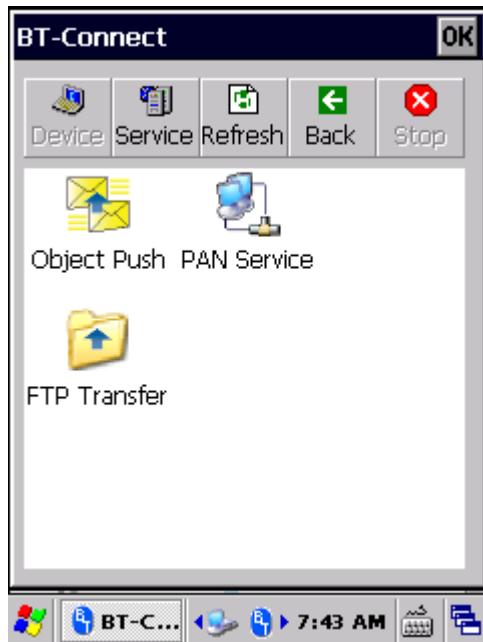 BT-Connect OK
Device Service Refresh Back Stop
Object Push PAN Service
FTP Transfer
BT-C... 7:43 AM